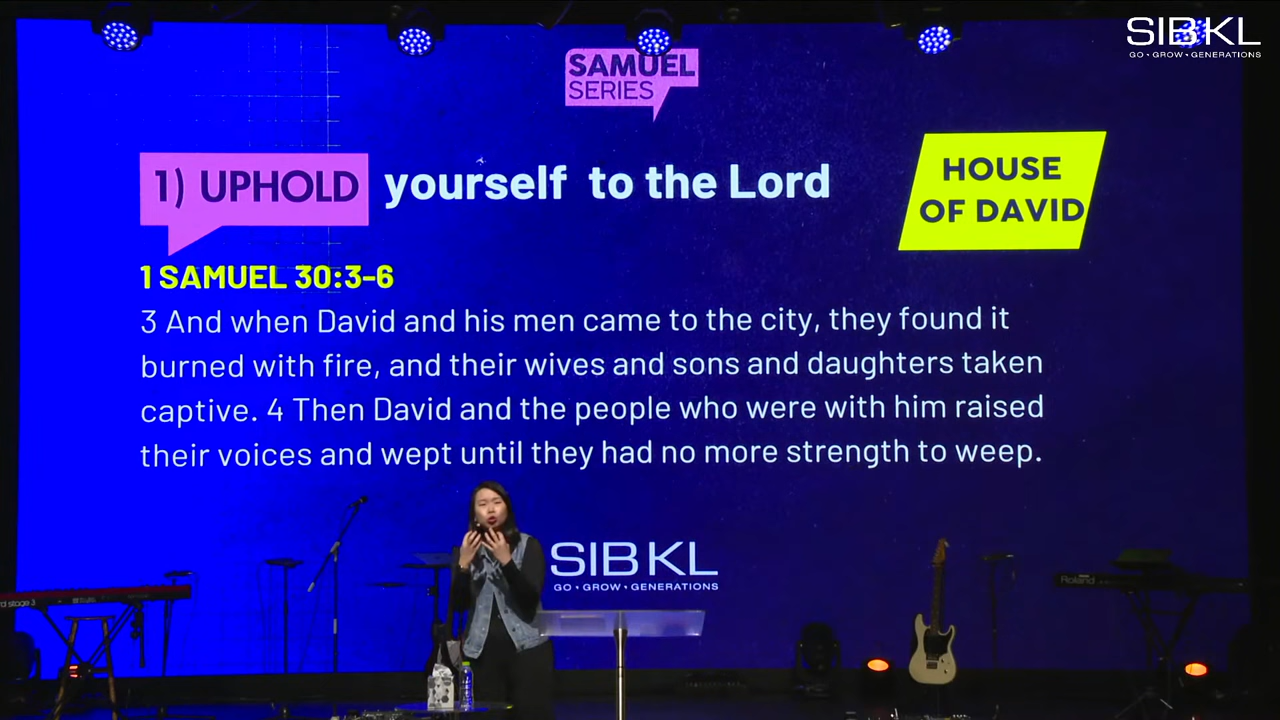 SIBKL
GO • GROW • GENERATIONS
SAMUEL
SERIES
1) UPHOLD yourself to the Lord
HOUSE
OF DAVID
1 SAMUEL 30:3-6
3 And when David and his men came to the city, they found it
burned with fire, and their wives and sons and daughters taken
captive. 4 Then David and the people who were with him raised
their voices and wept until they had no more strength to weep.
SIBKL
GO • GROW • GENERATIONS
stage 3
Roland